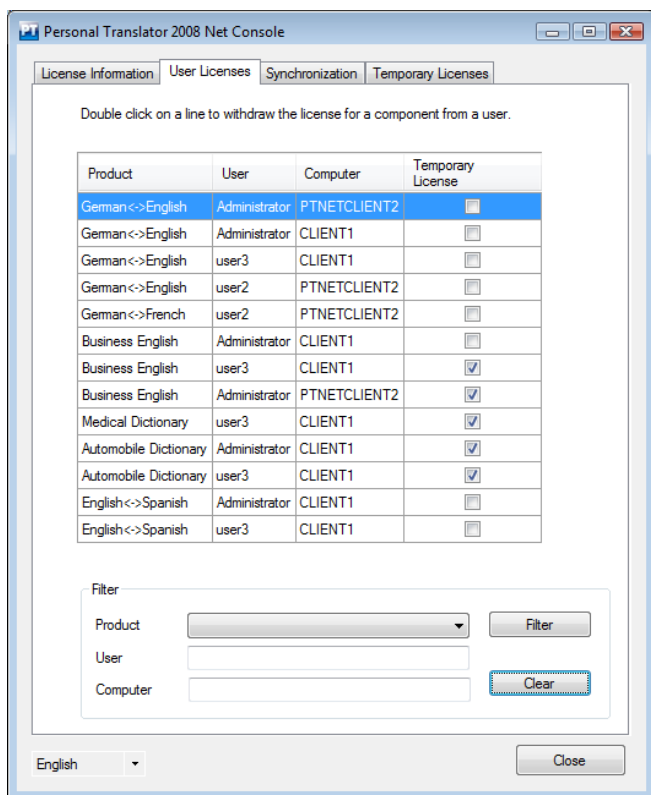 PT Personal Translator 2008 Net Console
License Information User Licenses Synchronization Temporary Licenses
Double click on a line to withdraw the license for a component from a user.
Product User Computer Temporary
License
German<->English Administrator PTNETCLIENT2
German<->English Administrator CLIENT1
German<->English user3 CLIENT1
German<->English user2 PTNETCLIENT2
German<->French user2 PTNETCLIENT2
Business English Administrator CLIENT1
Business English user3 CLIENT1
Business English Administrator PTNETCLIENT2
Medical Dictionary user3 CLIENT1
Automobile Dictionary Administrator CLIENT1
Automobile Dictionary user3 CLIENT1
English<->Spanish Administrator CLIENT1
English<->Spanish user3 CLIENT1
Filter
Product Filter
User
Computer Clear
English Close